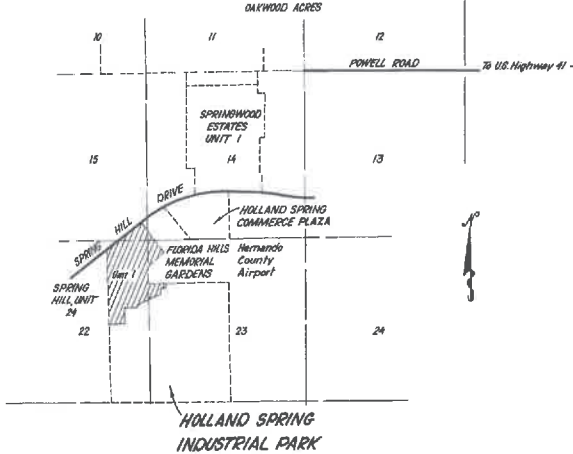 OAKWOOD ACRES
10
11
12
POWELL ROAD
To U.S. Highway 41
SPRINGWOOD
ESTATES
UNIT 1
15
14
13
SPRING HILL DRIVE
HOLLAND SPRING
COMMERCE PLAZA
N
FLORIDA HILLS
MEMORIAL
GARDENS
Hernando
County
Airport
Unit 1
SPRING
HILL, UNIT
24
22
23
24
HOLLAND SPRING
INDUSTRIAL PARK